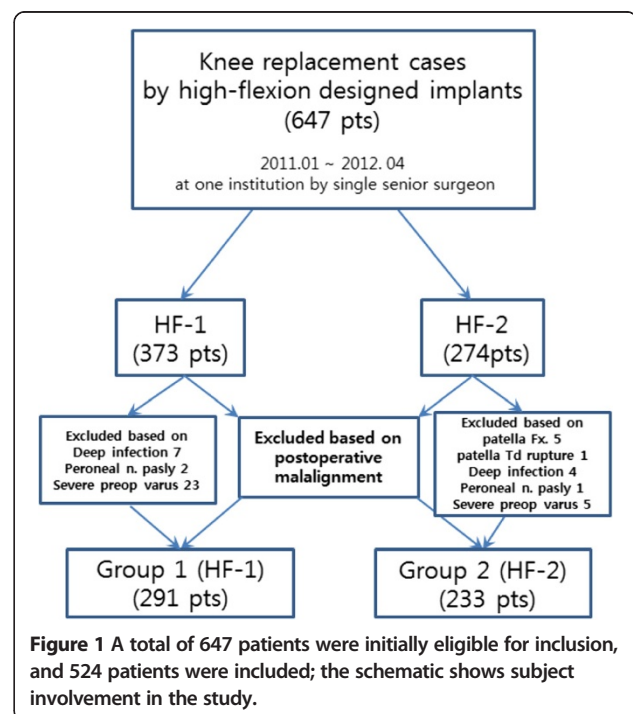 Knee replacement cases
by high-flexion designed implants
(647 pts)
2011.01 ~ 2012. 04
at one institution by single senior surgeon
HF-1
(373 pts)
HF-2
(274pts)
Excluded based on
Deep infection 7
Peroneal n. pasly 2
Severe preop varus 23
Excluded based on
postoperative
malalignment
Excluded based on
patella Fx. 5
patella Td rupture 1
Deep infection 4
Peroneal n. pasly 1
Severe preop varus 5
Group 1 (HF-1)
(291 pts)
Group 2 (HF-2)
(233 pts)
Figure 1 A total of 647 patients were initially eligible for inclusion,
and 524 patients were included; the schematic shows subject
involvement in the study.